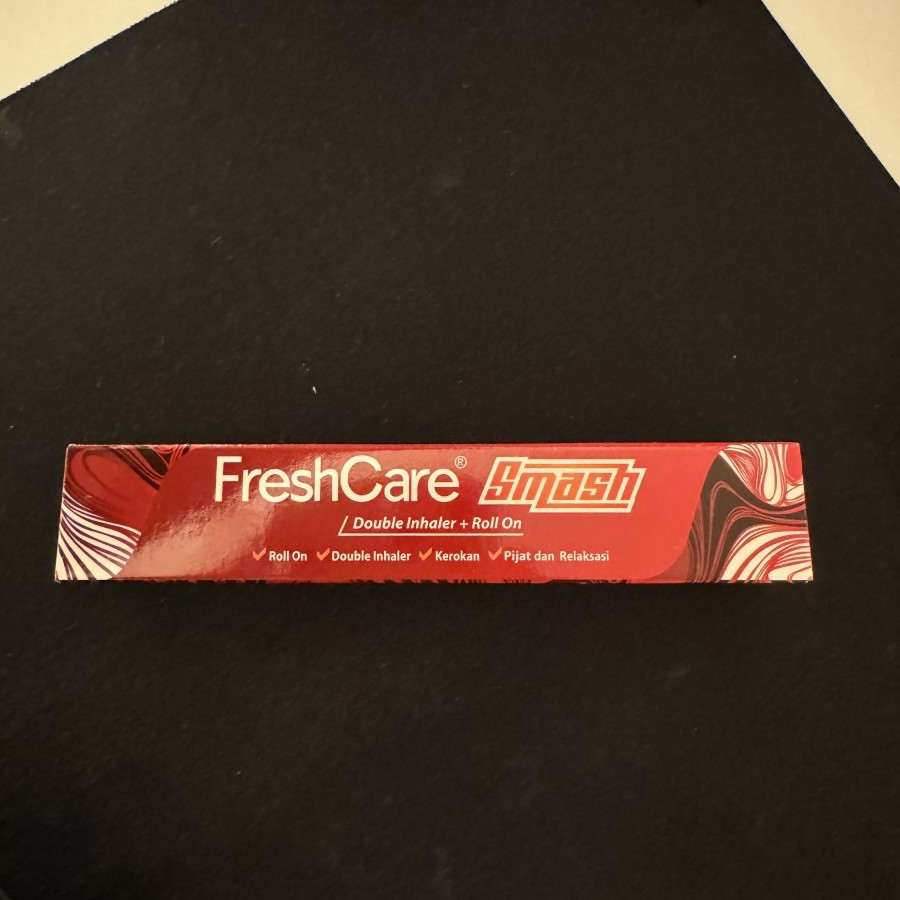 FreshCare® Smash
Double Inhaler + Roll On
Roll On Double Inhaler Kerokan Pijat dan Relaksasi